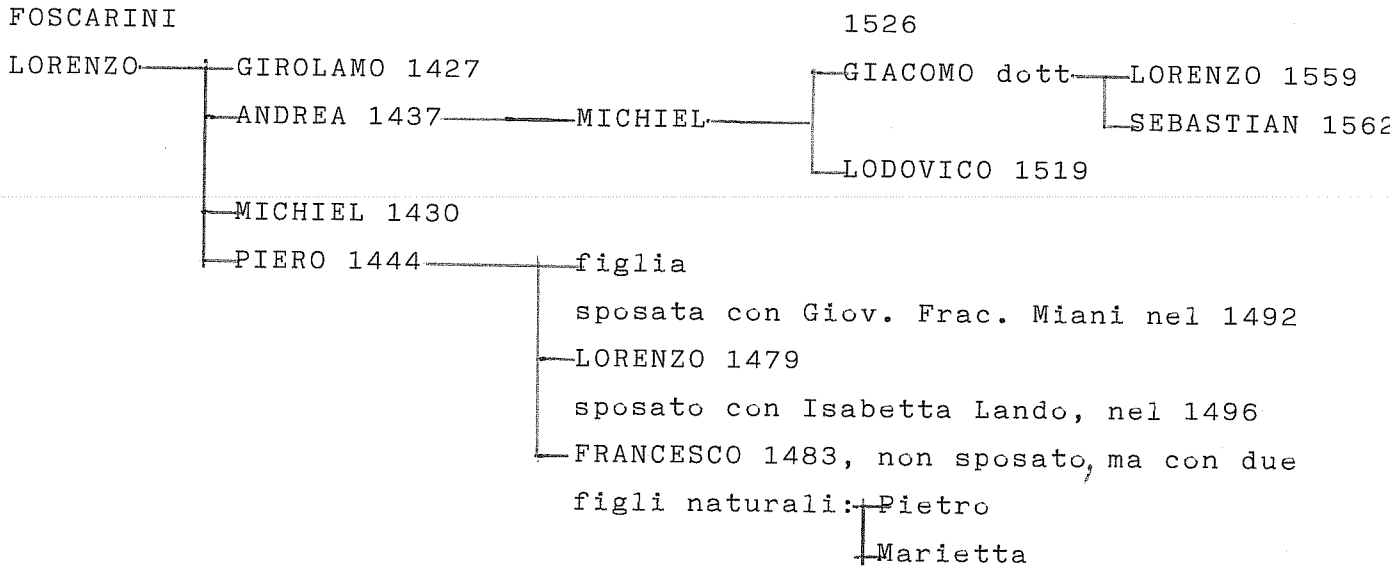 FOSCARINI
1526
LORENZO GIROLAMO 1427 GIACOMO dott LORENZO 1559
ANDREA 1437 MICHIEL SEBASTIAN 1562
LODOVICO 1519
MICHIEL 1430
PIERO 1444 figlia
sposata con Giov. Frac. Miani nel 1492
LORENZO 1479
sposato con Isabetta Lando, nel 1496
FRANCESCO 1483, non sposato, ma con due
figli naturali: Pietro
Marietta